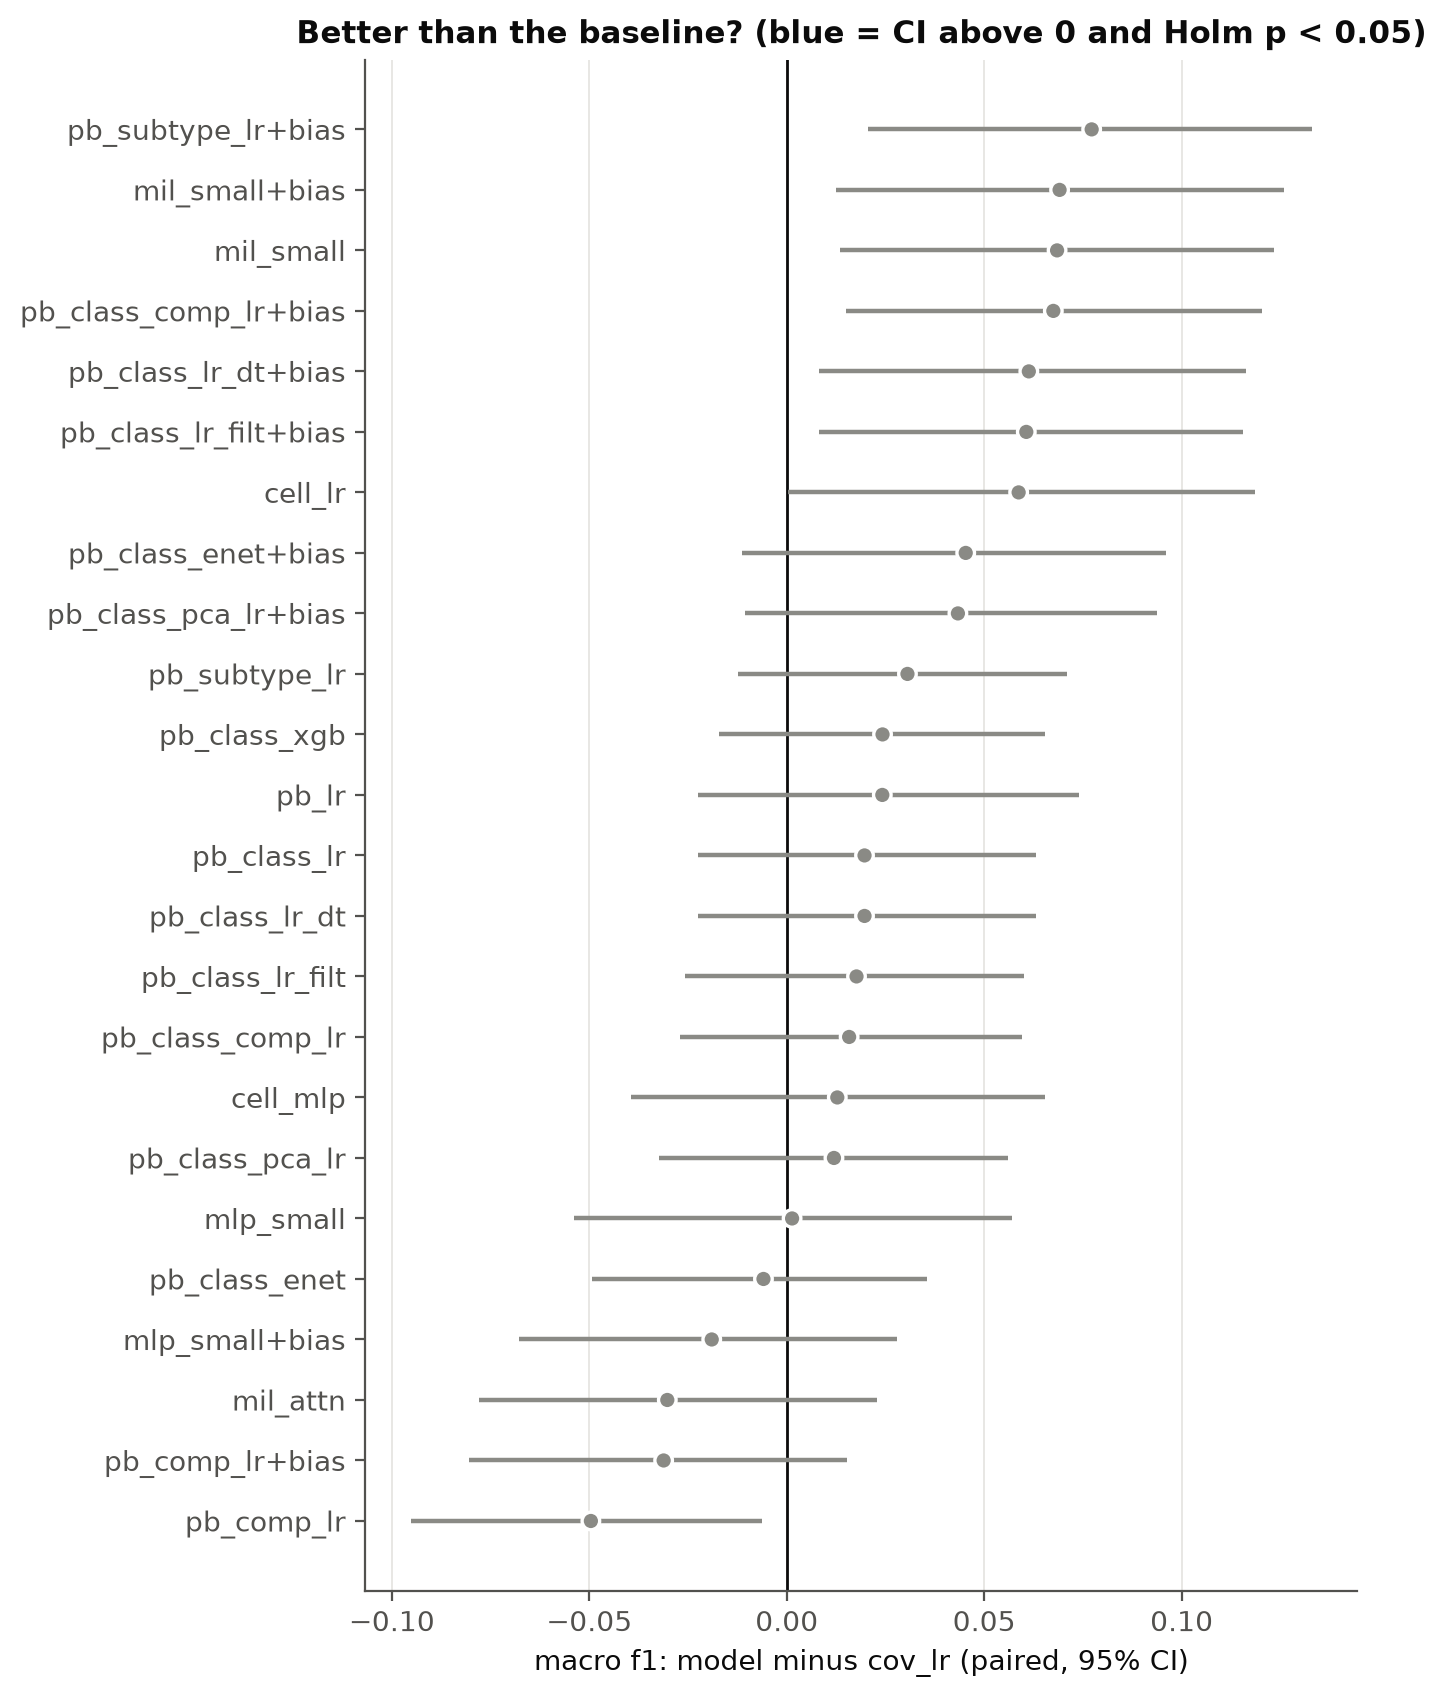 Better than the baseline? (blue = CI above 0 and Holm p < 0.05)
pb_subtype_lr+bias
mil_small+bias
mil_small
pb_class_comp_lr+bias
pb_class_lr_dt+bias
pb_class_lr_filt+bias
cell_lr
pb_class_enet+bias
pb_class_pca_lr+bias
pb_subtype_lr
pb_class_xgb
pb_lr
pb_class_lr
pb_class_lr_dt
pb_class_lr_filt
pb_class_comp_lr
cell_mlp
pb_class_pca_lr
mlp_small
pb_class_enet
mlp_small+bias
mil_attn
pb_comp_lr+bias
pb_comp_lr
−0.10 −0.05 0.00 0.05 0.10
macro f1: model minus cov_lr (paired, 95% CI)